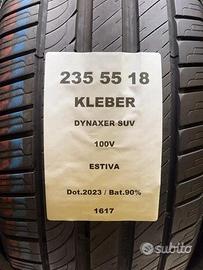 235 55 18
KLEBER
DYNAXER SUV
100V
ESTIVA
Dot.2023 / Bat.90%
1617
subito